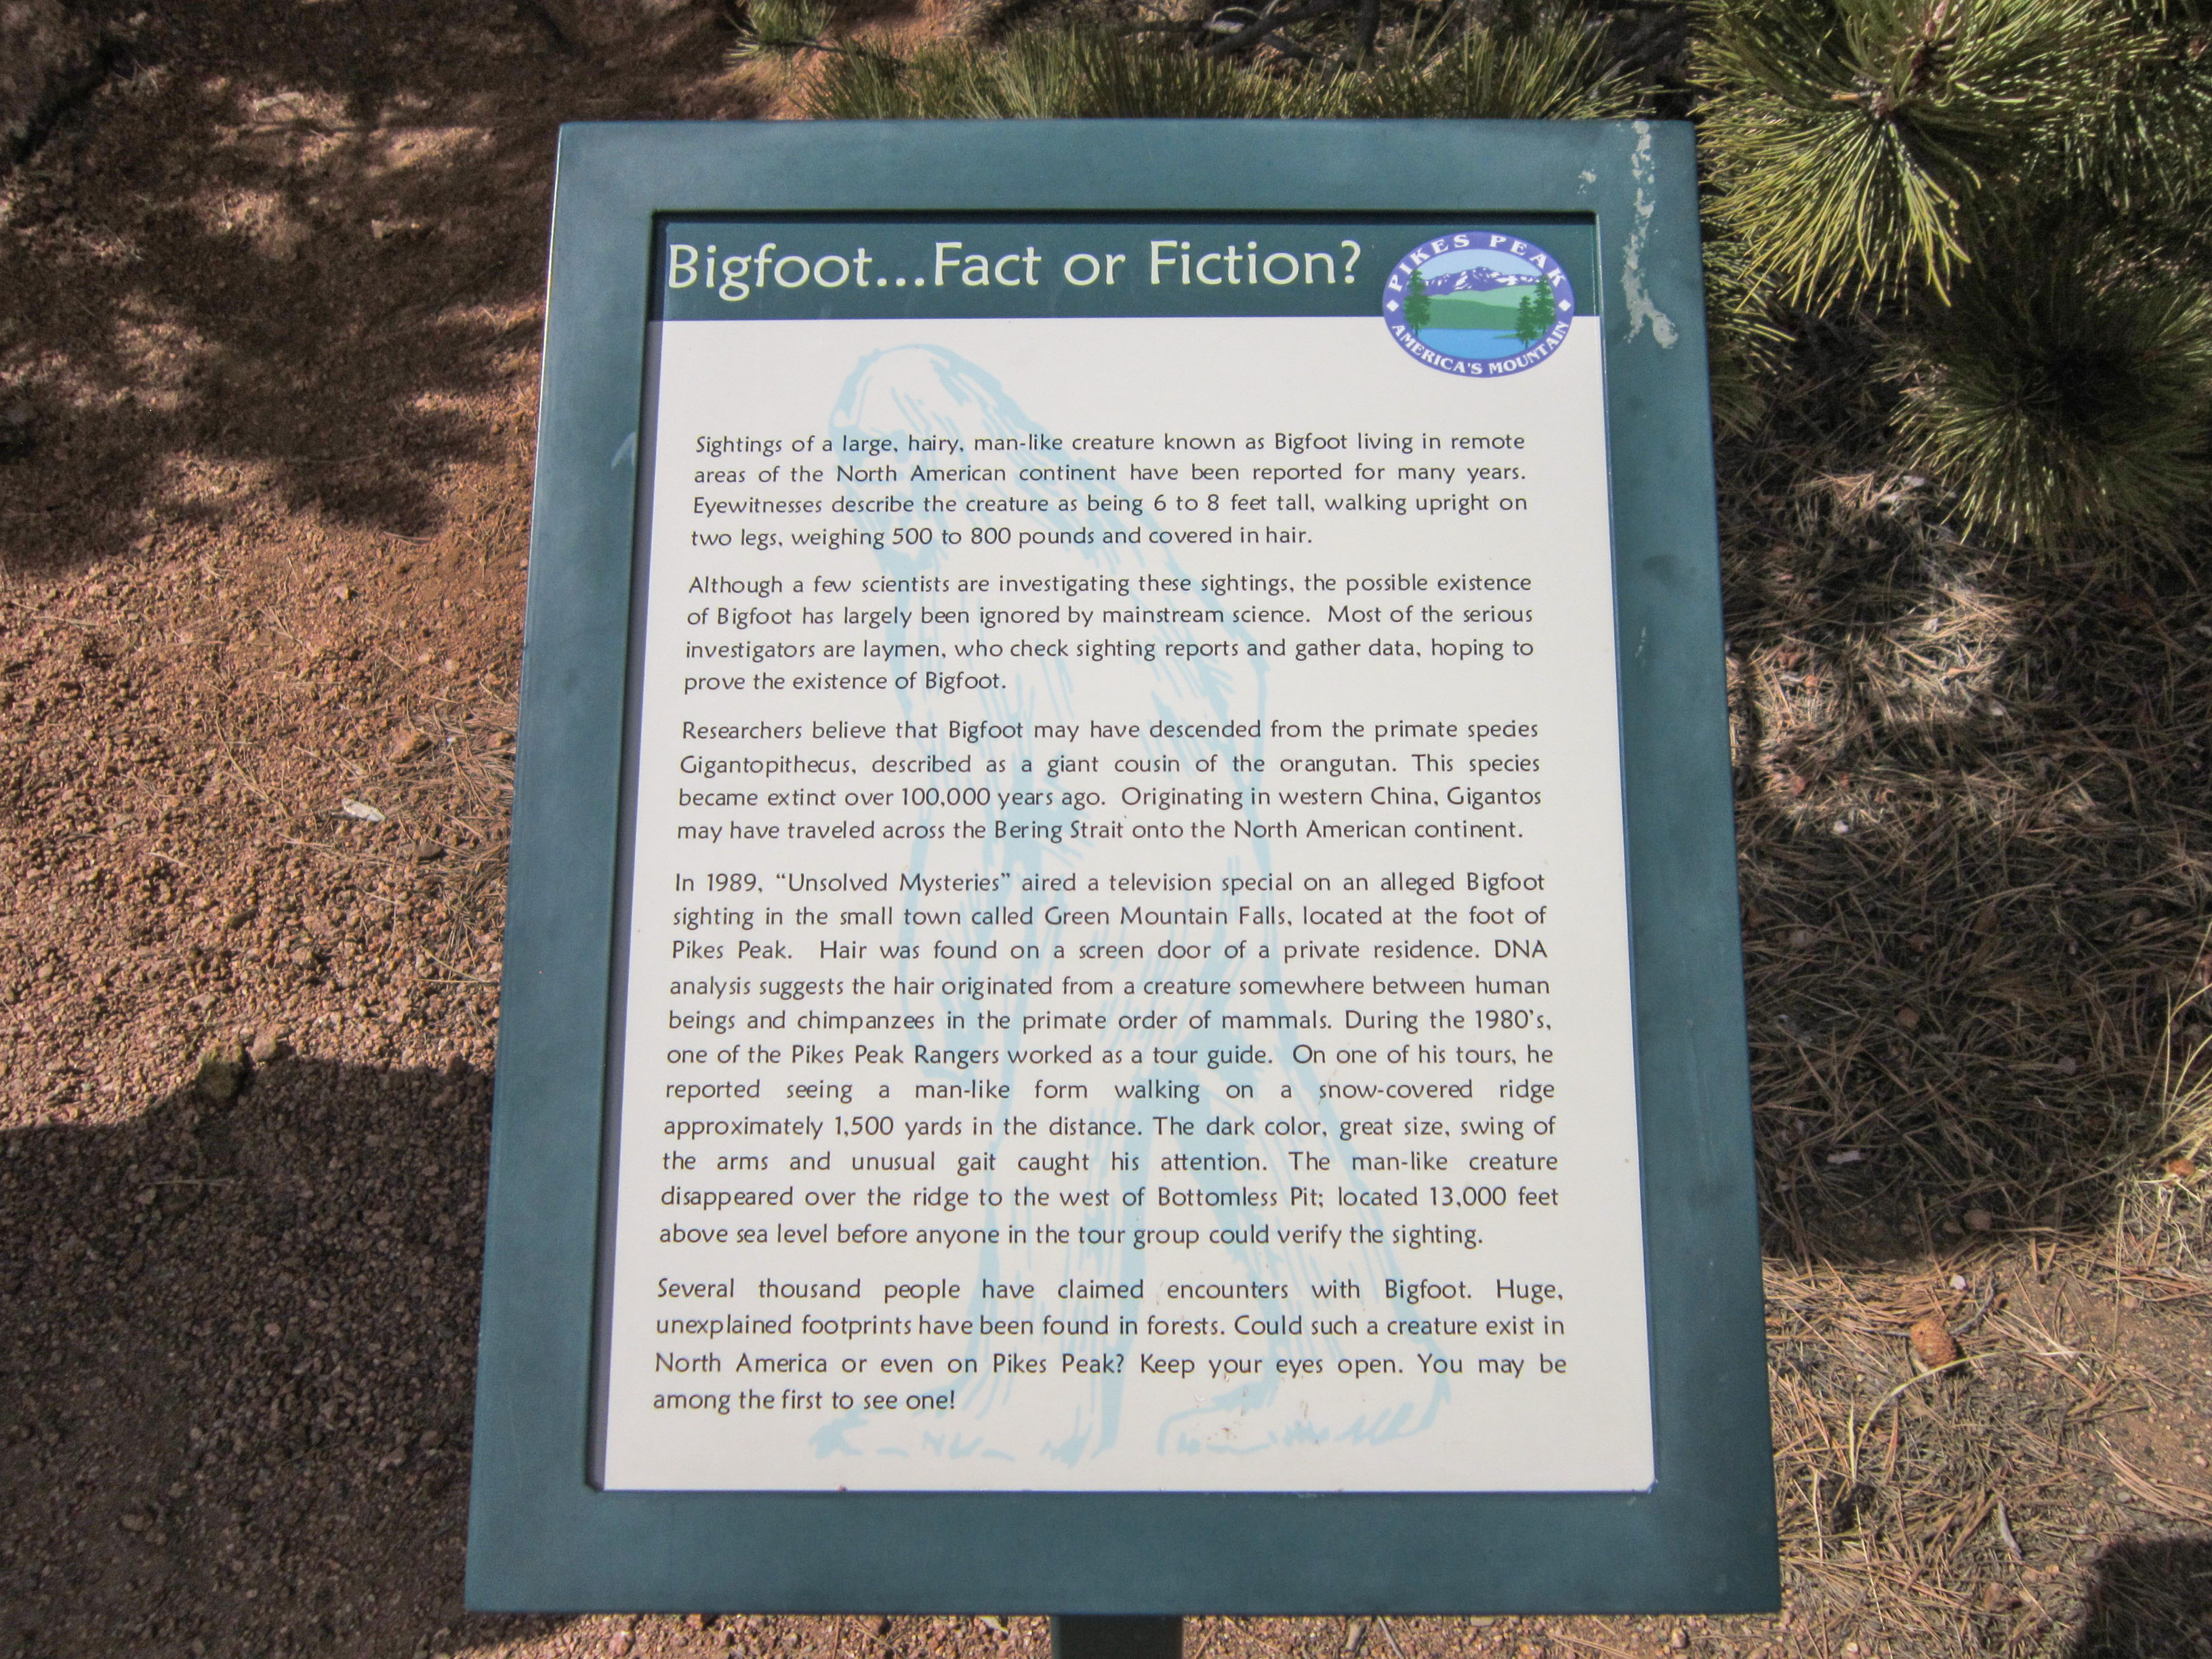 Bigfoot...Fact or Fiction?
PIKES PEAK
AMERICA'S MOUNTAIN
Sightings of a large, hairy, man-like creature known as Bigfoot living in remote
areas of the North American continent have been reported for many years.
Eyewitnesses describe the creature as being 6 to 8 feet tall, walking upright on
two legs, weighing 500 to 800 pounds and covered in hair.
Although a few scientists are investigating these sightings, the possible existence
of Bigfoot has largely been ignored by mainstream science. Most of the serious
investigators are laymen, who check sighting reports and gather data, hoping to
prove the existence of Bigfoot.
Researchers believe that Bigfoot may have descended from the primate species
Gigantopithecus, described as a giant cousin of the orangutan. This species
became extinct over 100,000 years ago. Originating in western China, Gigantos
may have traveled across the Bering Strait onto the North American continent.
In 1989, “Unsolved Mysteries” aired a television special on an alleged Bigfoot
sighting in the small town called Green Mountain Falls, located at the foot of
Pikes Peak. Hair was found on a screen door of a private residence. DNA
analysis suggests the hair originated from a creature somewhere between human
beings and chimpanzees in the primate order of mammals. During the 1980's,
one of the Pikes Peak Rangers worked as a tour guide. On one of his tours, he
reported seeing a man-like form walking on a snow-covered ridge
approximately 1,500 yards in the distance. The dark color, great size, swing of
the arms and unusual gait caught his attention. The man-like creature
disappeared over the ridge to the west of Bottomless Pit; located 13,000 feet
above sea level before anyone in the tour group could verify the sighting.
Several thousand people have claimed encounters with Bigfoot. Huge,
unexplained footprints have been found in forests. Could such a creature exist in
North America or even on Pikes Peak? Keep your eyes open. You may be
among the first to see one!